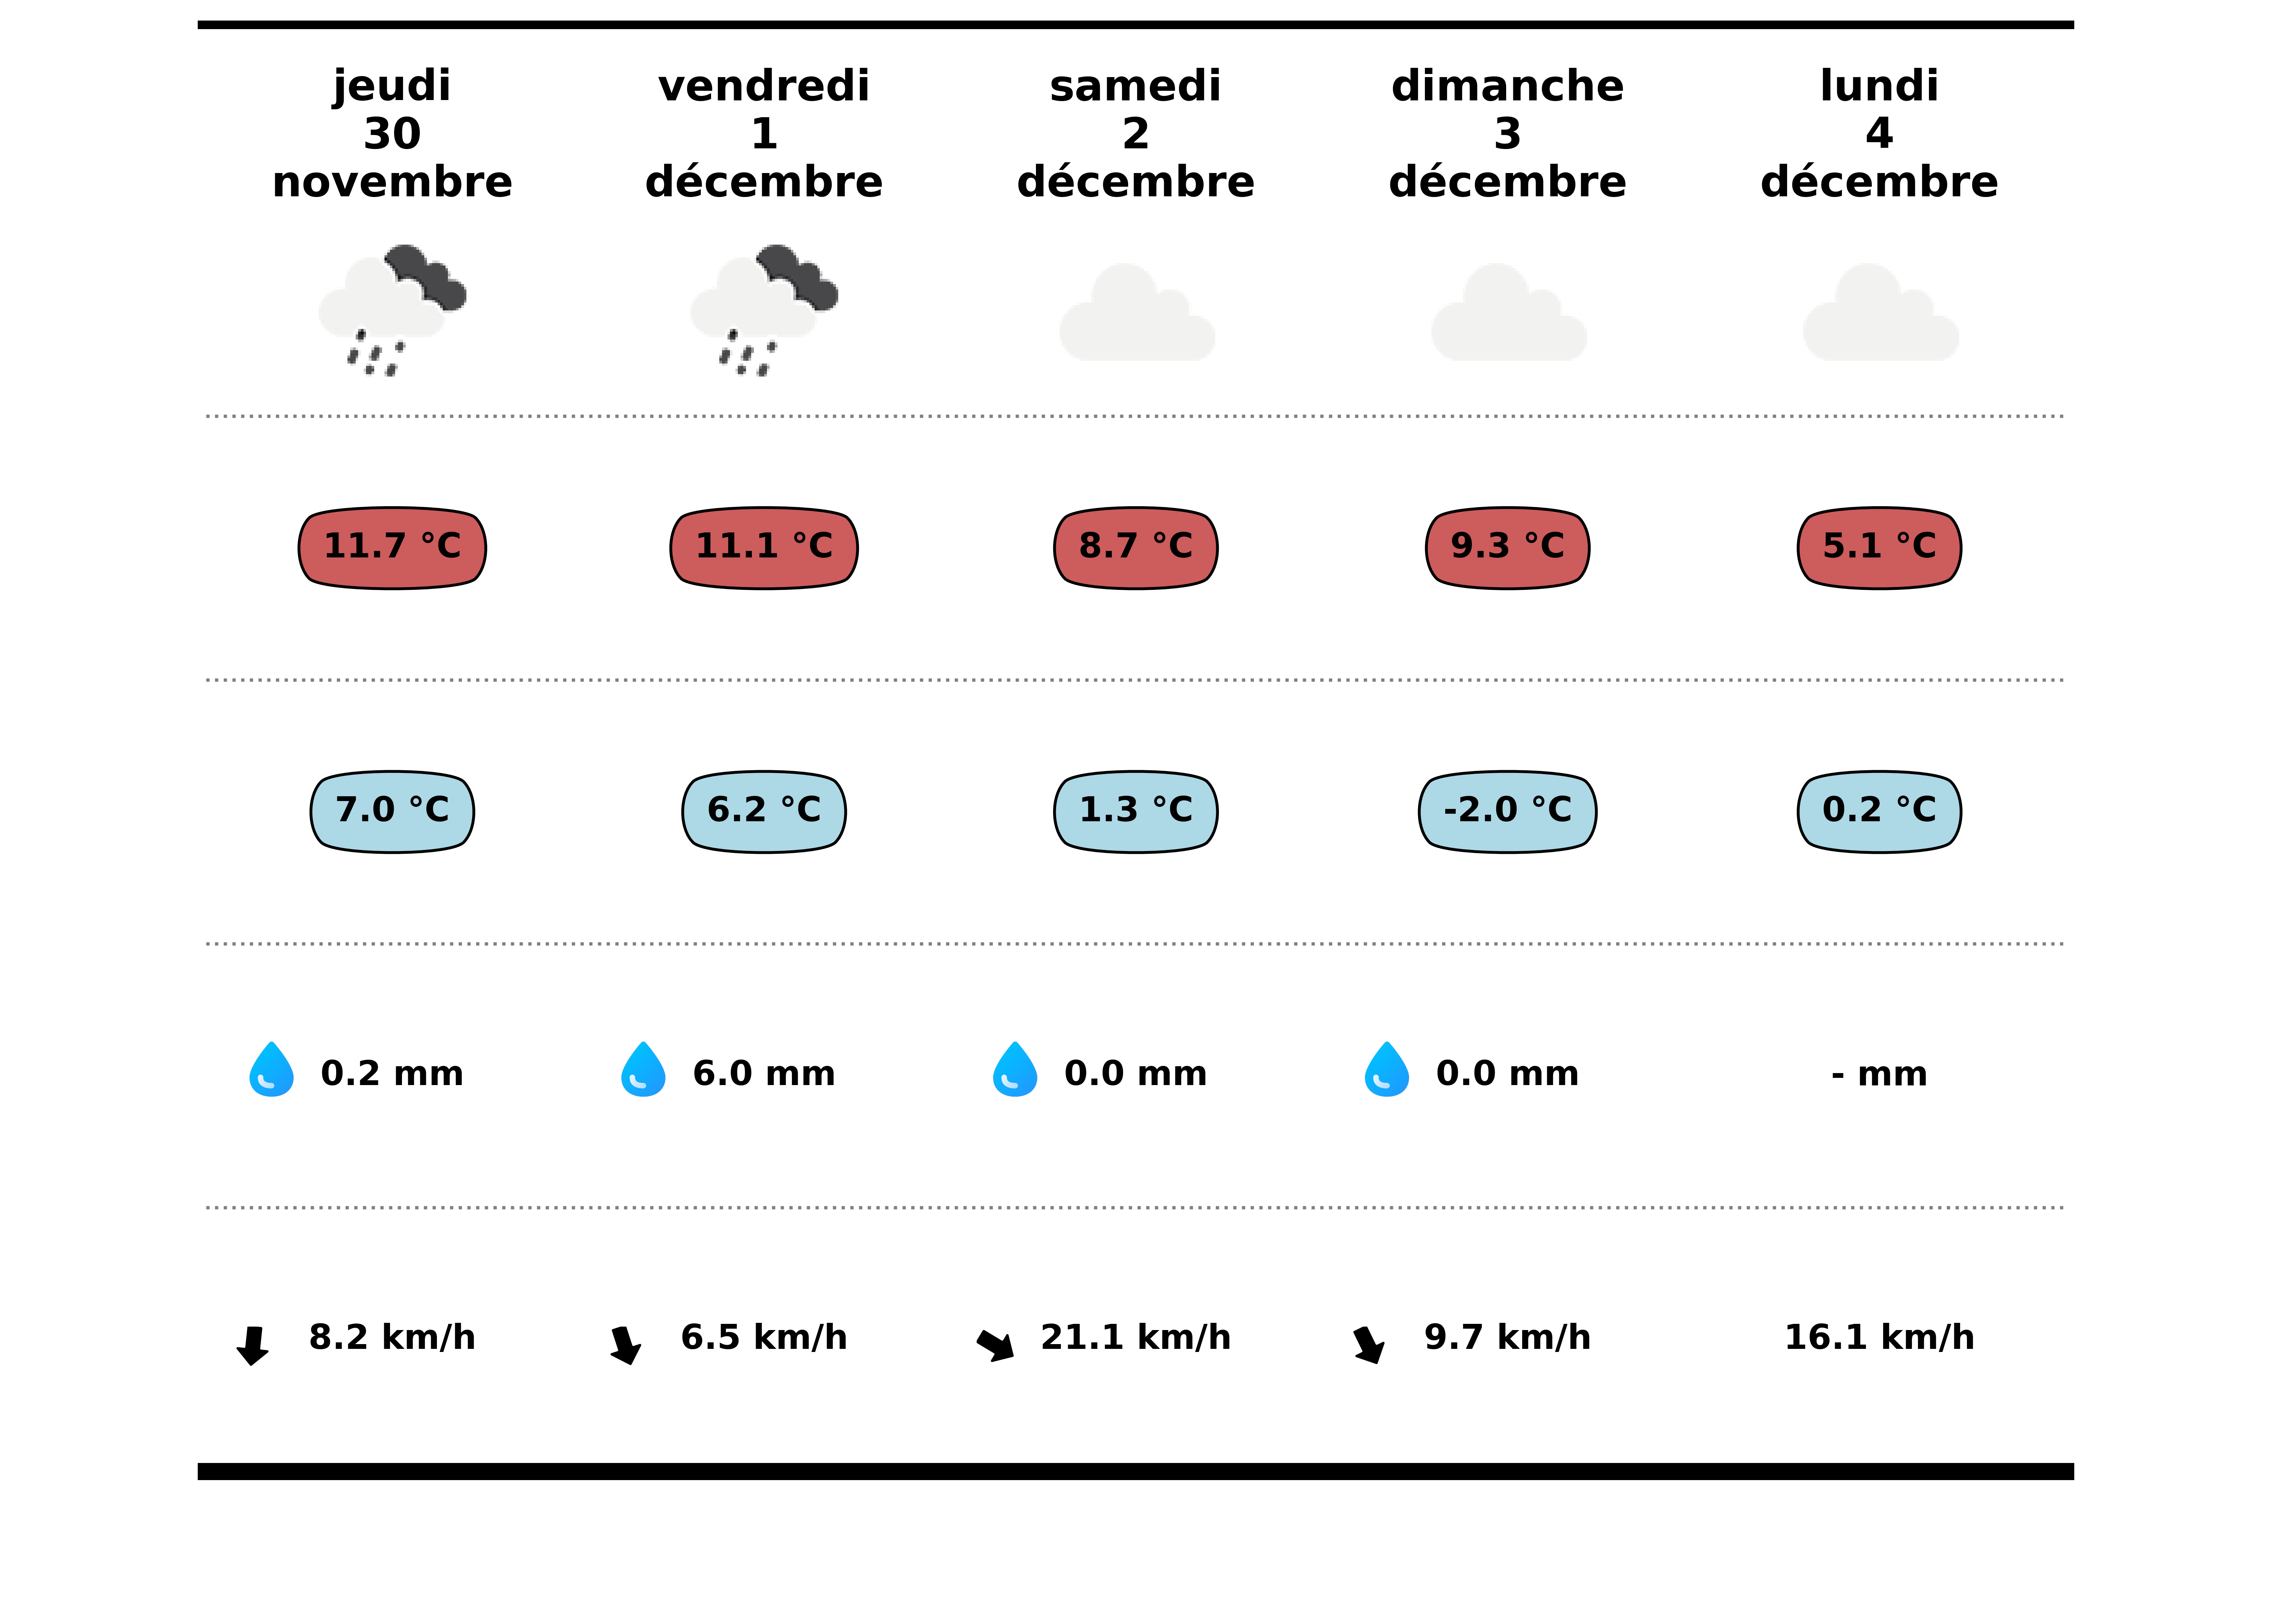 jeudi
30
novembre
vendredi
1
décembre
samedi
2
décembre
dimanche
3
décembre
lundi
4
décembre
11.7 °C
11.1 °C
8.7 °C
9.3 °C
5.1 °C
7.0 °C
6.2 °C
1.3 °C
-2.0 °C
0.2 °C
0.2 mm
6.0 mm
0.0 mm
0.0 mm
- mm
8.2 km/h
6.5 km/h
21.1 km/h
9.7 km/h
16.1 km/h